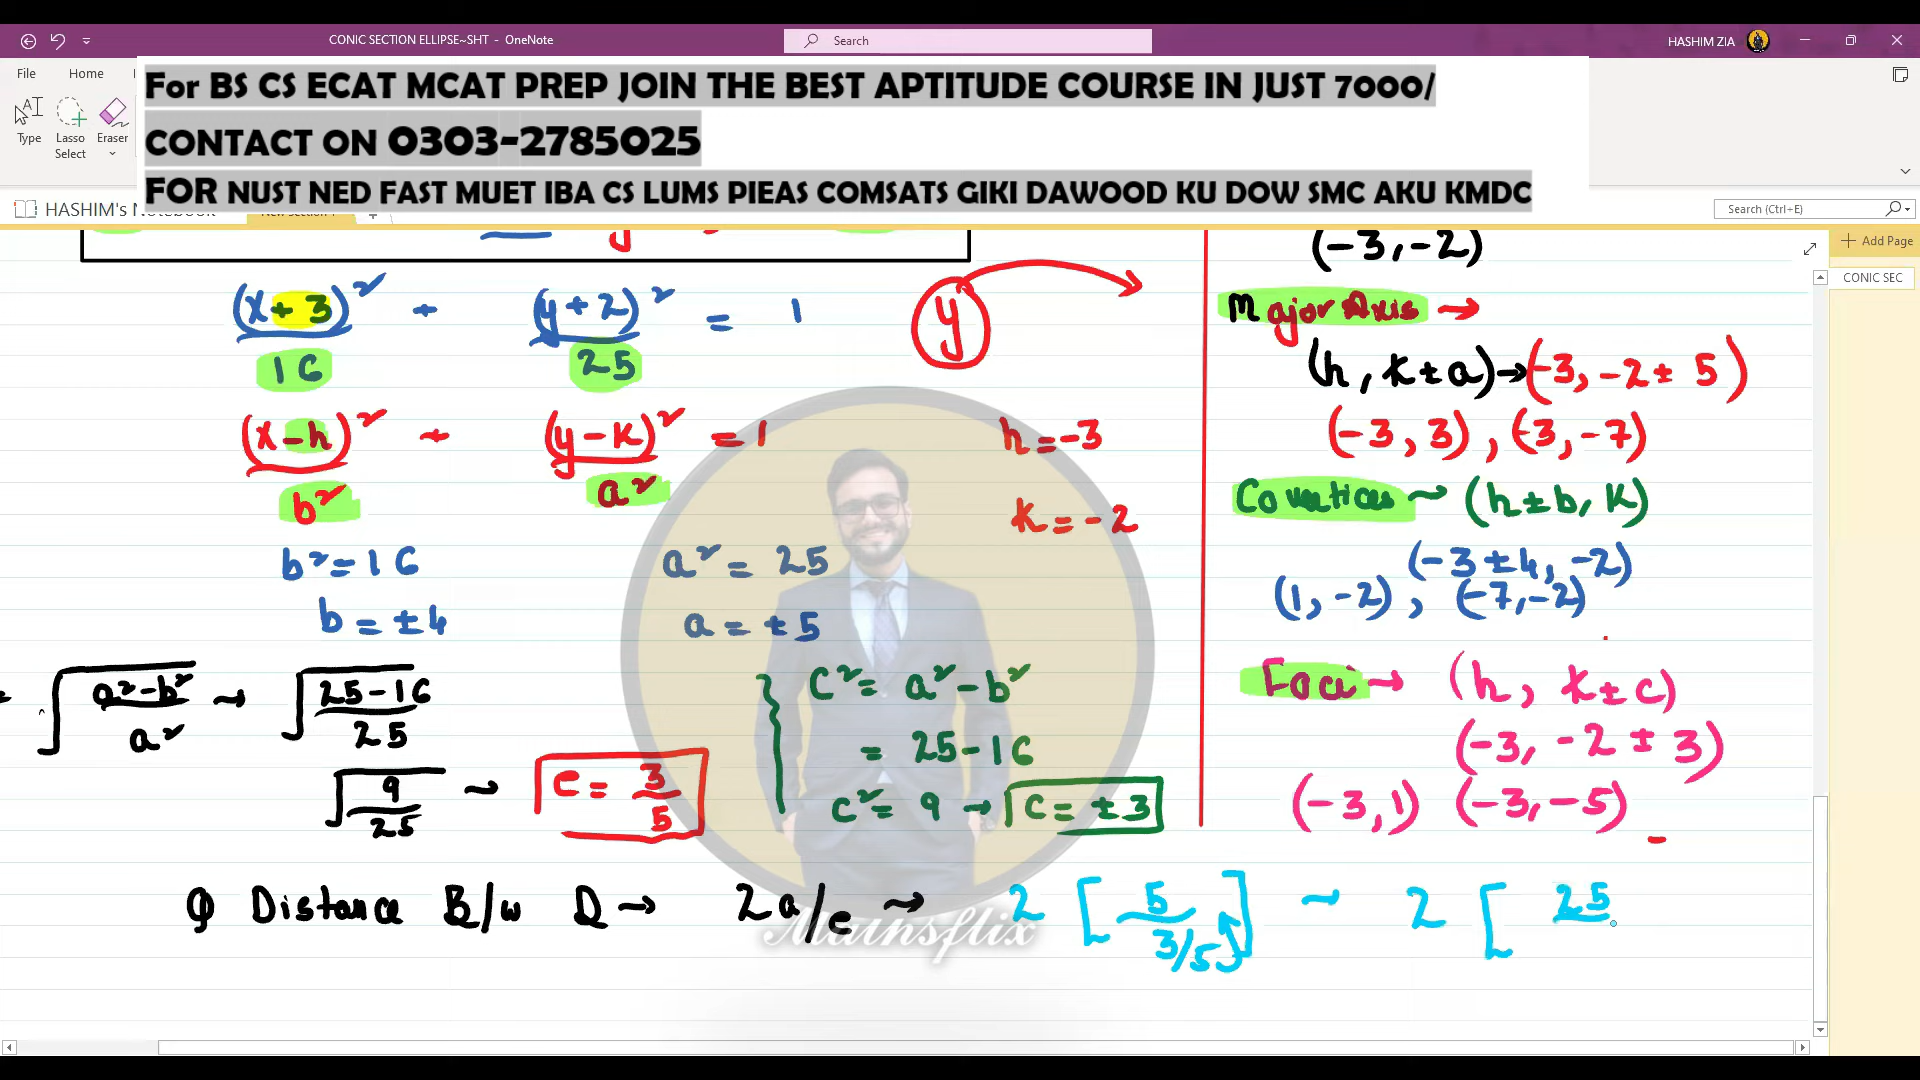 CONIC SECTION ELLIPSE~SHT - OneNote
Search
HASHIM ZIA
File
Home
Type
Lasso
Select
Eraser
For BS CS ECAT MCAT PREP JOIN THE BEST APTITUDE COURSE IN JUST 7000/
CONTACT ON 0303-2785025
FOR NUST NED FAST MUET IBA CS LUMS PIEAS COMSATS GIKI DAWOOD KU DOW SMC AKU KMDC
HASHIM's Notebook
Search (Ctrl+E)
Add Page
CONIC SEC
(x + 3)² / 16 + (y + 2)² / 25 = 1
y
(x - h)² / b² + (y - k)² / a² = 1
h = -3
k = -2
b² = 16
a² = 25
b = ± 4
a = ± 5
√(a² - b² / a²) → √(25 - 16 / 25)
√(9 / 25) → e = 3/5
C² = a² - b²
= 25 - 16
C² = 9 → C = ± 3
(-3, -2)
Major Axis →
(h, k ± a) → (-3, -2 ± 5)
(-3, 3), (-3, -7)
Covertices → (h ± b, k)
(-3 ± 4, -2)
(1, -2), (-7, -2)
Foci → (h, k ± c)
(-3, -2 ± 3)
(-3, 1) (-3, -5)
Distance B/w D → 2a/e → 2 [5 / 3/5] ~ 2 [25
Mainsflix